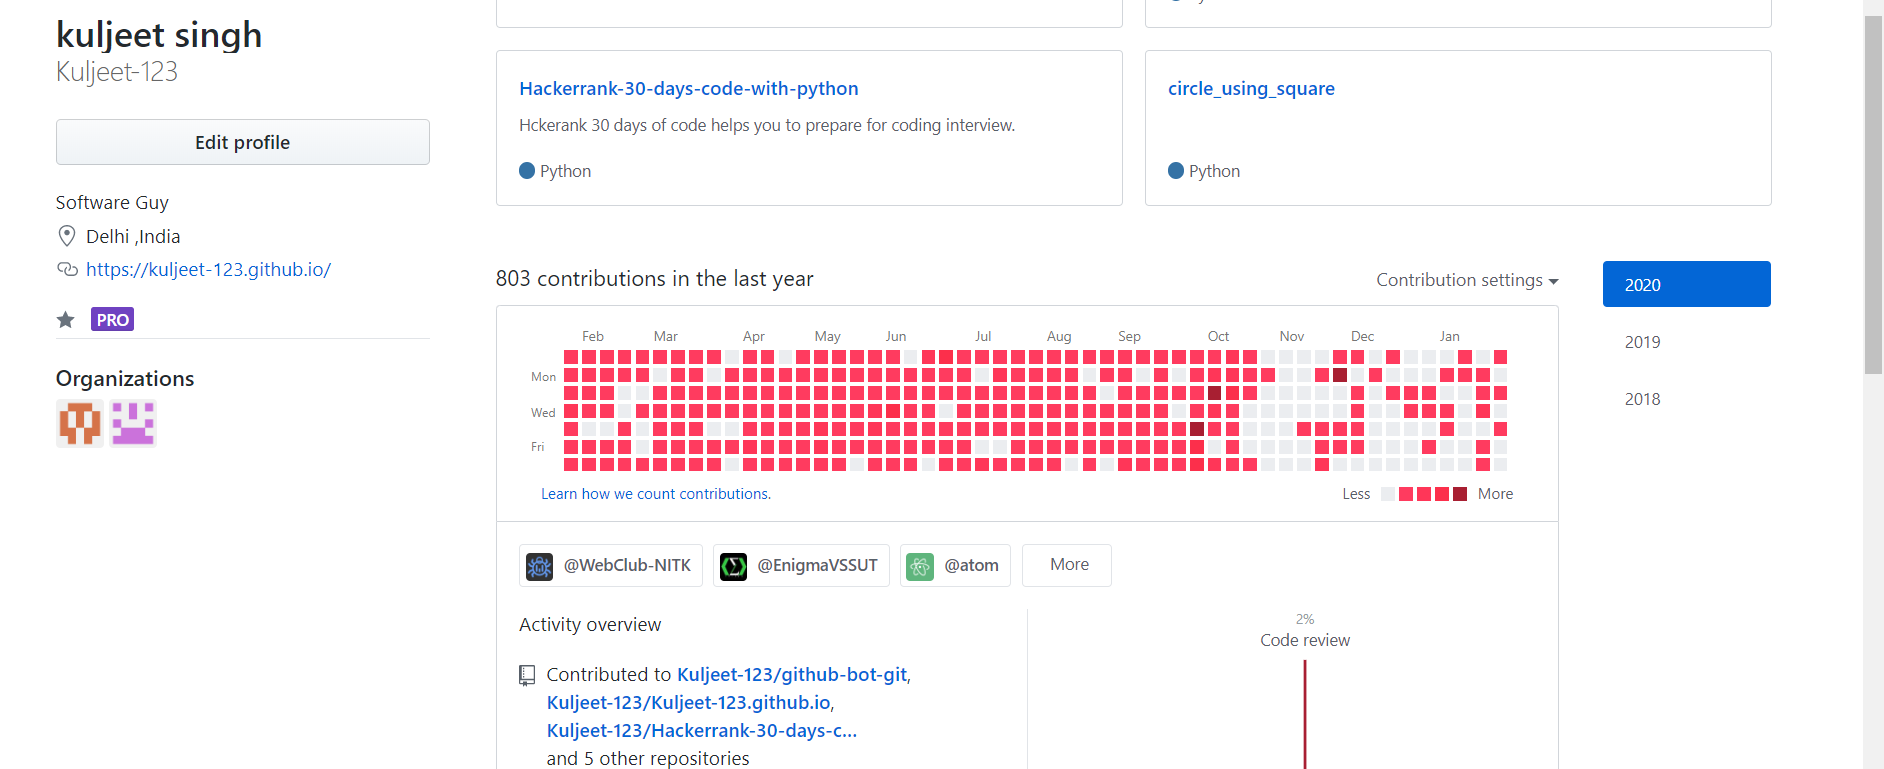 kuljeet singh
Kuljeet-123
Edit profile
Software Guy
Delhi ,India
https://kuljeet-123.github.io/
PRO
Organizations
Hackerrank-30-days-code-with-python
Hckerank 30 days of code helps you to prepare for coding interview.
Python
circle_using_square
Python
803 contributions in the last year
Contribution settings
2020
2019
2018
Feb Mar Apr May Jun Jul Aug Sep Oct Nov Dec Jan
Mon
Wed
Fri
Learn how we count contributions.
Less More
@WebClub-NITK @EnigmaVSSUT @atom More
Activity overview
Contributed to Kuljeet-123/github-bot-git,
Kuljeet-123/Kuljeet-123.github.io,
Kuljeet-123/Hackerrank-30-days-c...
and 5 other repositories
2%
Code review